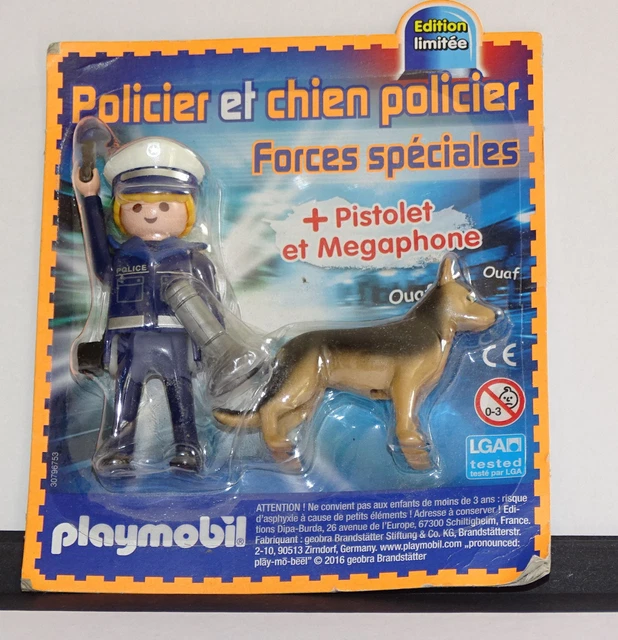 Edition
limitée
Policier et chien policier
Forces spéciales
+ Pistolet
et Megaphone
Ouaf
Ouaf
POLICE
CE
0-3
LGA
tested
testé par LGA
30796753
playmobil®
ATTENTION ! Ne convient pas aux enfants de moins de 3 ans : risque
d'asphyxie à cause de petits éléments ! Adresse à conserver ! Edi-
tions Dipa-Burda, 26 avenue de l'Europe, 67300 Schiltigheim, France.
Fabriquant : geobra Brandstätter Stiftung & Co. KG, Brandstätterstr.
2-10, 90513 Zirndorf, Germany. www.playmobil.com „pronounced:
play-mō-bēēl" © 2016 geobra Brandstätter